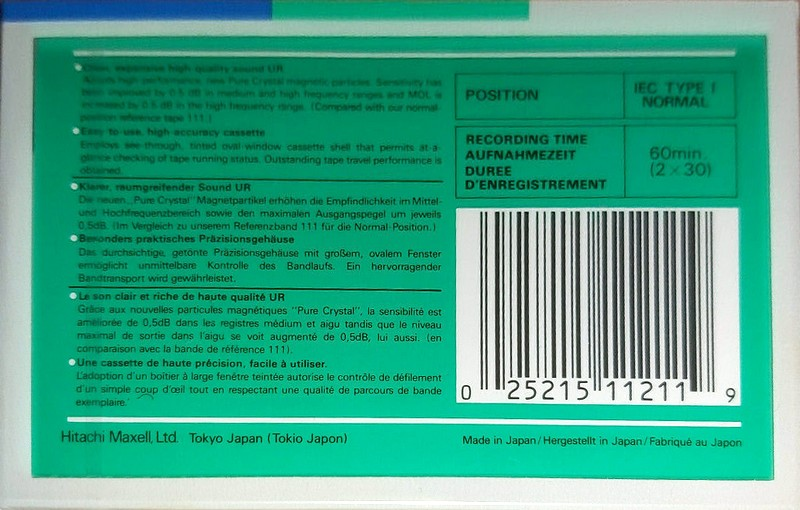 Clear, expansive high quality sound UR
Adopts high performance, new Pure Crystal magnetic particles. Sensitivity has
been improved by 0.5 dB in medium and high frequency ranges and MOL is
increased by 0.5 dB in the high frequency range. (Compared with our normal-
position reference tape 111.)
Easy to-use, high-accuracy cassette
Employs see-through, tinted oval-window cassette shell that permits at-a-
glance checking of tape running status. Outstanding tape travel performance is
obtained.
Klarer, raumgreifender Sound UR
Die neuen „Pure Crystal" Magnetpartikel erhöhen die Empfindlichkeit im Mittel-
und Hochfrequenzbereich sowie den maximalen Ausgangspegel um jeweils
0,5dB. (Im Vergleich zu unserem Referenzband 111 für die Normal-Position.)
Besonders praktisches Präzisionsgehäuse
Das durchsichtige, getönte Präzisionsgehäuse mit großem, ovalem Fenster
ermöglicht unmittelbare Kontrolle des Bandlaufs. Ein hervorragender
Bandtransport wird gewährleistet.
Le son clair et riche de haute qualité UR
Grâce aux nouvelles particules magnétiques "Pure Crystal", la sensibilité est
améliorée de 0,5dB dans les registres médium et aigu tandis que le niveau
maximal de sortie dans l'aigu se voit augmenté de 0,5dB, lui aussi. (en
comparaison avec la bande de référence 111).
Une cassette de haute précision, facile à utiliser.
L'adoption d'un boîtier à large fenêtre teintée autorise le contrôle de défilement
d'un simple coup d'œil tout en respectant une qualité de parcours de bande
exemplaire.
POSITION
IEC TYPE I
NORMAL
RECORDING TIME
AUFNAHMEZEIT
DUREE
D'ENREGISTREMENT
60min.
(2 × 30)
0 25215 11211 9
Hitachi Maxell, Ltd. Tokyo Japan (Tokio Japon)
Made in Japan/Hergestellt in Japan/Fabriqué au Japon